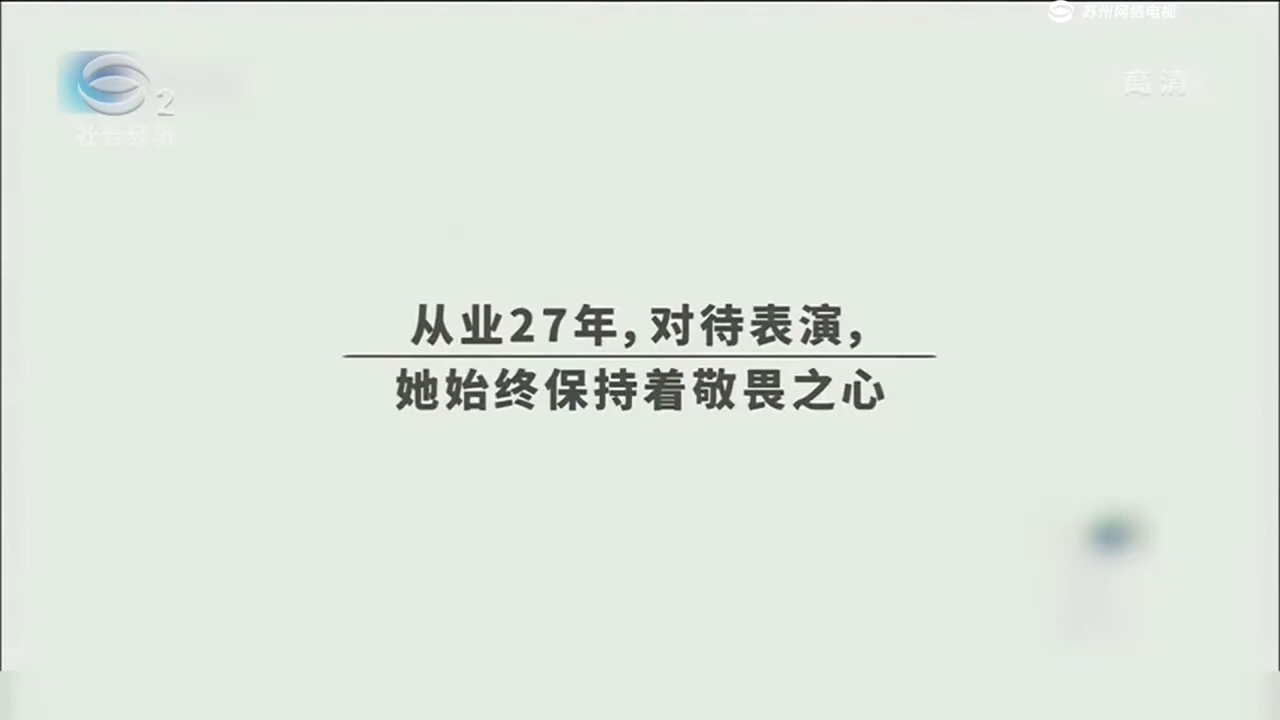 苏州网络电视
高清
2
社会经济
从业27年,对待表演,
她始终保持着敬畏之心